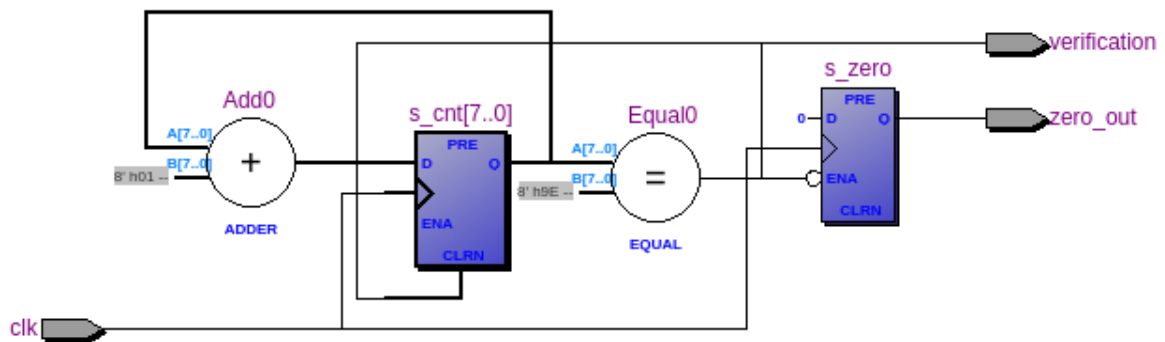 verification
s_zero
PRE
0
D
Q
zero_out
ENA
CLRN
Add0
A[7..0]
B[7..0]
8' h01 --
+
ADDER
s_cnt[7..0]
PRE
D
Q
ENA
CLRN
Equal0
A[7..0]
B[7..0]
8' h9E --
=
EQUAL
clk